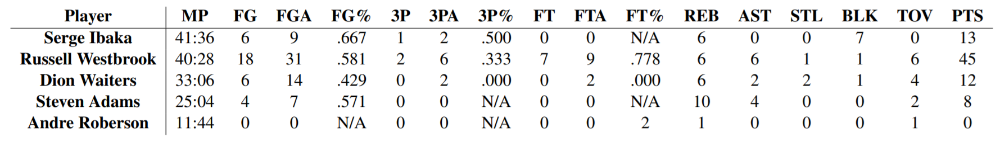 Player MP FG FGA FG% 3P 3PA 3P% FT FTA FT% REB AST STL BLK TOV PTS
Serge Ibaka 41:36 6 9 .667 1 2 .500 0 0 N/A 6 0 0 7 0 13
Russell Westbrook 40:28 18 31 .581 2 6 .333 7 9 .778 6 6 1 1 6 45
Dion Waiters 33:06 6 14 .429 0 2 .000 0 2 .000 6 2 2 1 4 12
Steven Adams 25:04 4 7 .571 0 0 N/A 0 0 N/A 10 4 0 0 2 8
Andre Roberson 11:44 0 0 N/A 0 0 N/A 0 0 2 1 0 0 0 1 0